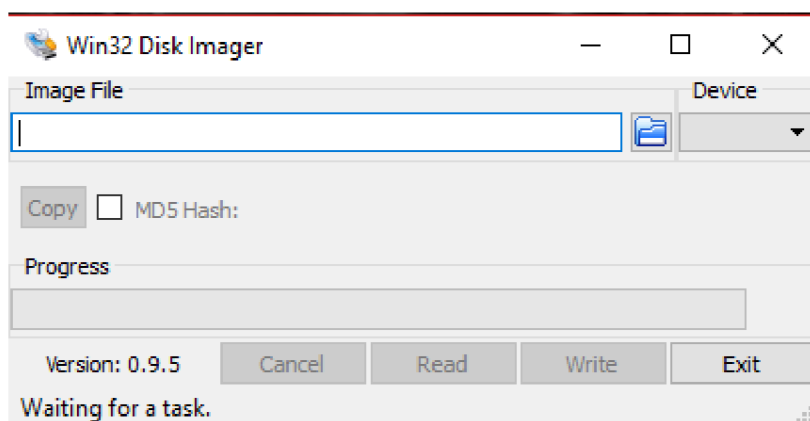 Win32 Disk Imager
Image File Device
Copy MD5 Hash:
Progress
Version: 0.9.5 Cancel Read Write Exit
Waiting for a task.